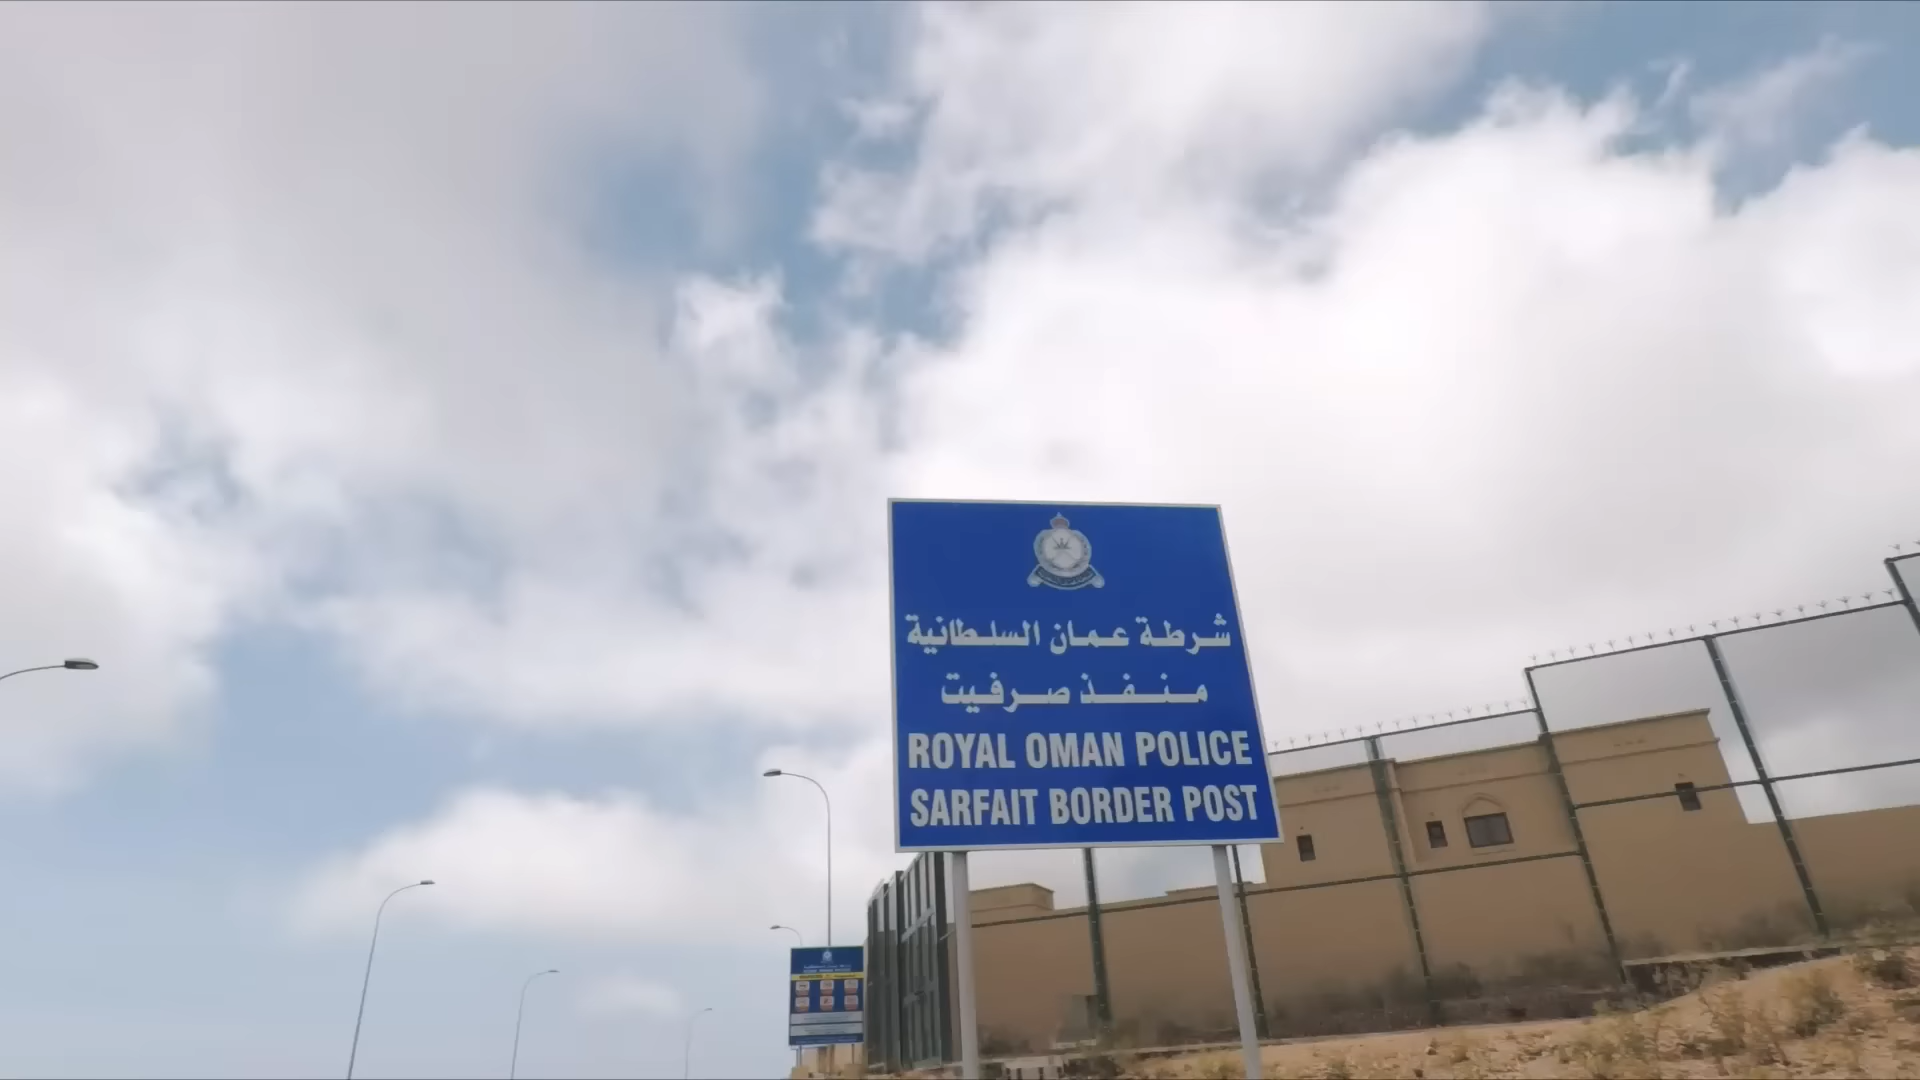 شرطة عمان السلطانية
منفذ صرفيت
ROYAL OMAN POLICE
SARFAIT BORDER POST